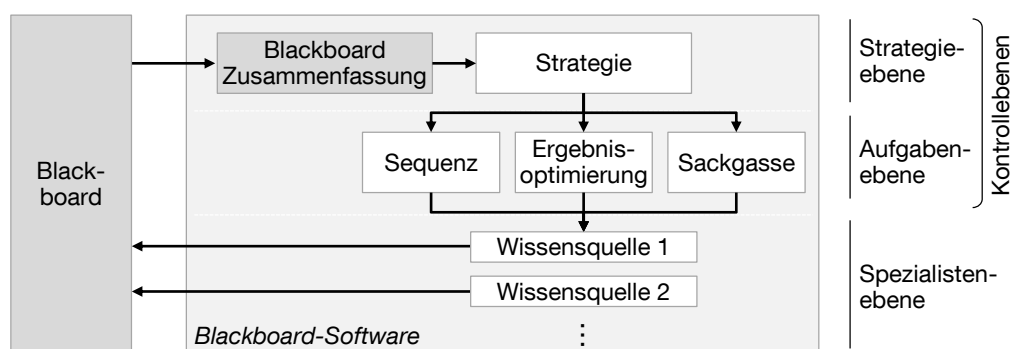 Black-
board
Blackboard
Zusammenfassung
Strategie
Sequenz
Ergebnis-
optimierung
Sackgasse
Wissensquelle 1
Wissensquelle 2
⋮
Blackboard-Software
Strategie-
ebene
Aufgaben-
ebene
Spezialisten-
ebene
Kontrollebenen